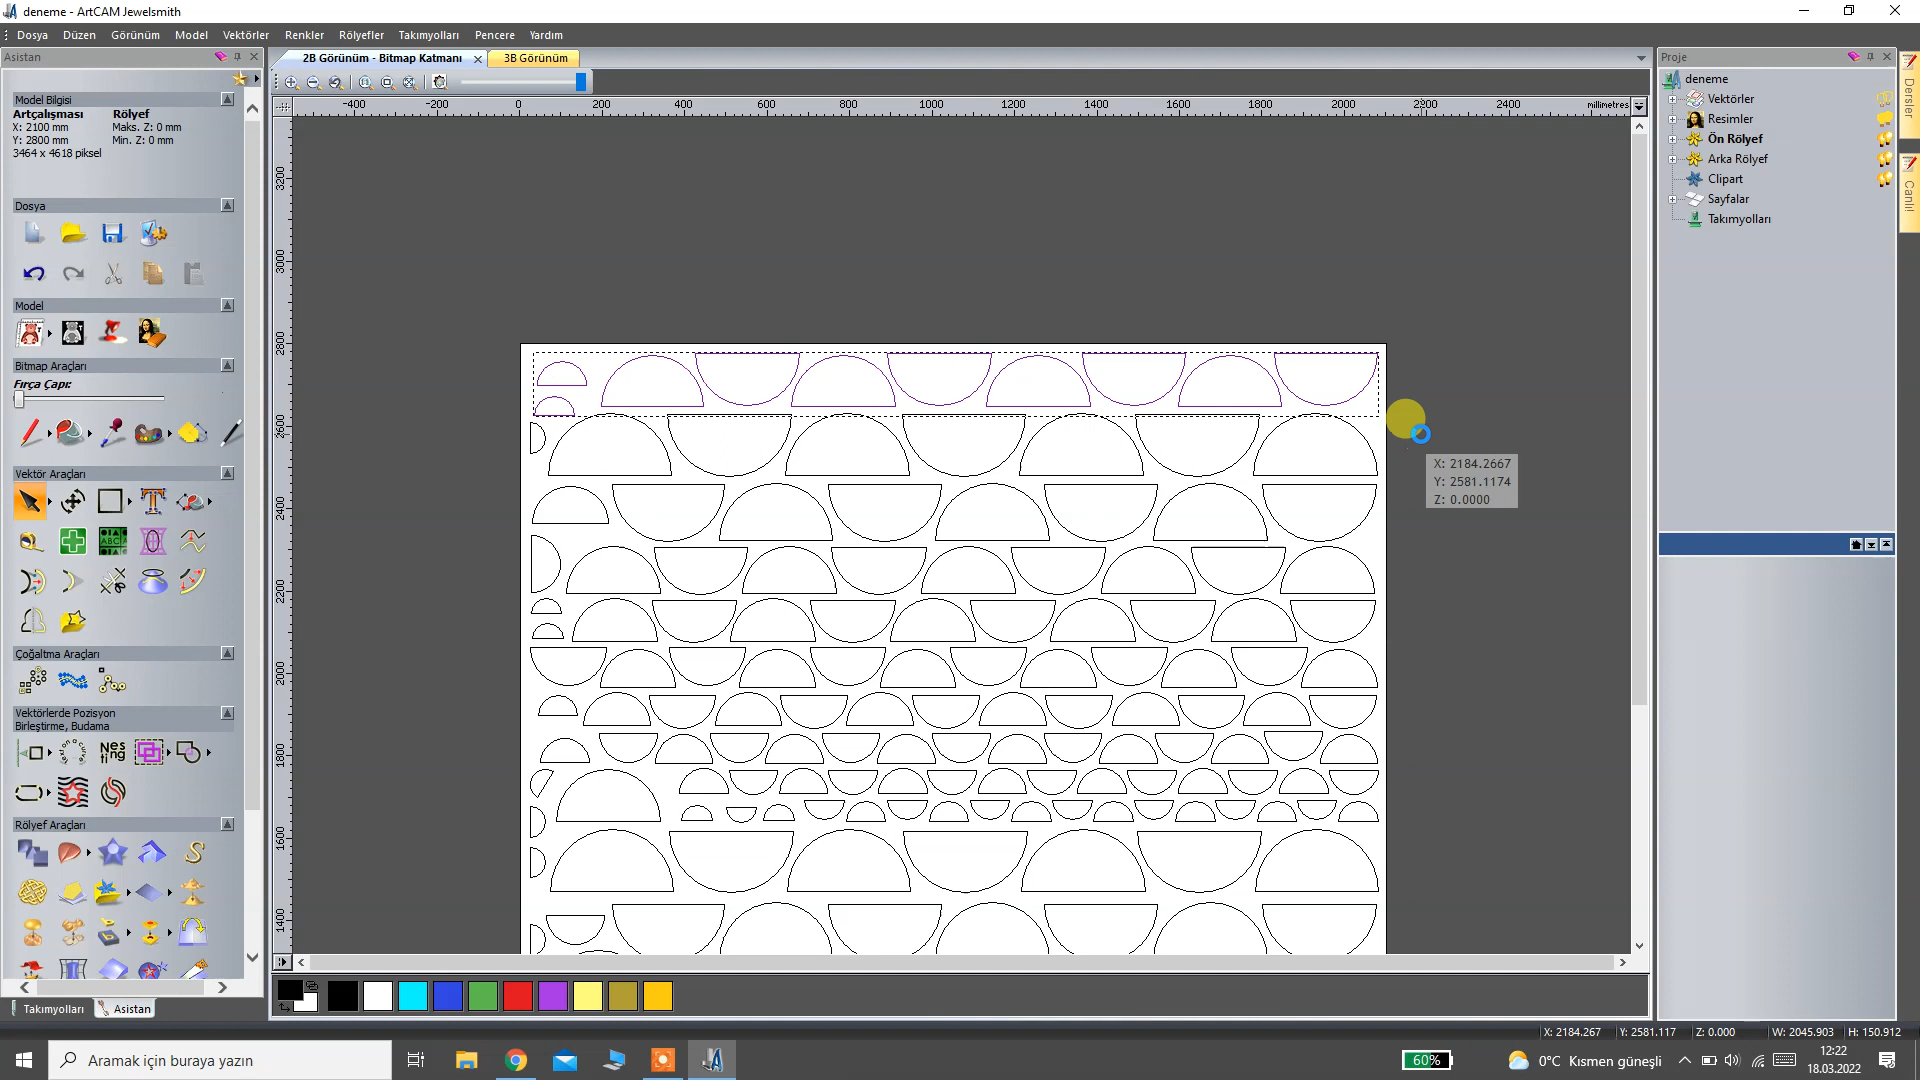 deneme - ArtCAM Jewelsmith
Dosya Düzen Görünüm Model Vektörler Renkler Rölyefler Takımyolları Pencere Yardım
Asistan
2B Görünüm - Bitmap Katmanı
3B Görünüm
Proje
deneme
Vektörler
Resimler
Ön Rölyef
Arka Rölyef
Clipart
Sayfalar
Takımyolları
Dersler
Canlı!
Model Bilgisi
Artçalışması Rölyef
X: 2100 mm Maks. Z: 0 mm
Y: 2800 mm Min. Z: 0 mm
3464 x 4618 piksel
Dosya
Model
Bitmap Araçları
Fırça Çapı:
Vektör Araçları
ABC
Çoğaltma Araçları
Vektörlerde Pozisyon
Birleştirme, Budama
Nes
ting
Rölyef Araçları
Takımyolları
Asistan
-400 -200 0 200 400 600 800 1000 1200 1400 1600 1800 2000 2200 2400 millimetres
3200
3000
2800
2600
2400
2200
2000
1800
1600
1400
X: 2184.2667
Y: 2581.1174
Z: 0.0000
X: 2184.267 Y: 2581.117 Z: 0.000 W: 2045.903 H: 150.912
Aramak için buraya yazın
60%
0°C Kısmen güneşli
12:22
18.03.2022